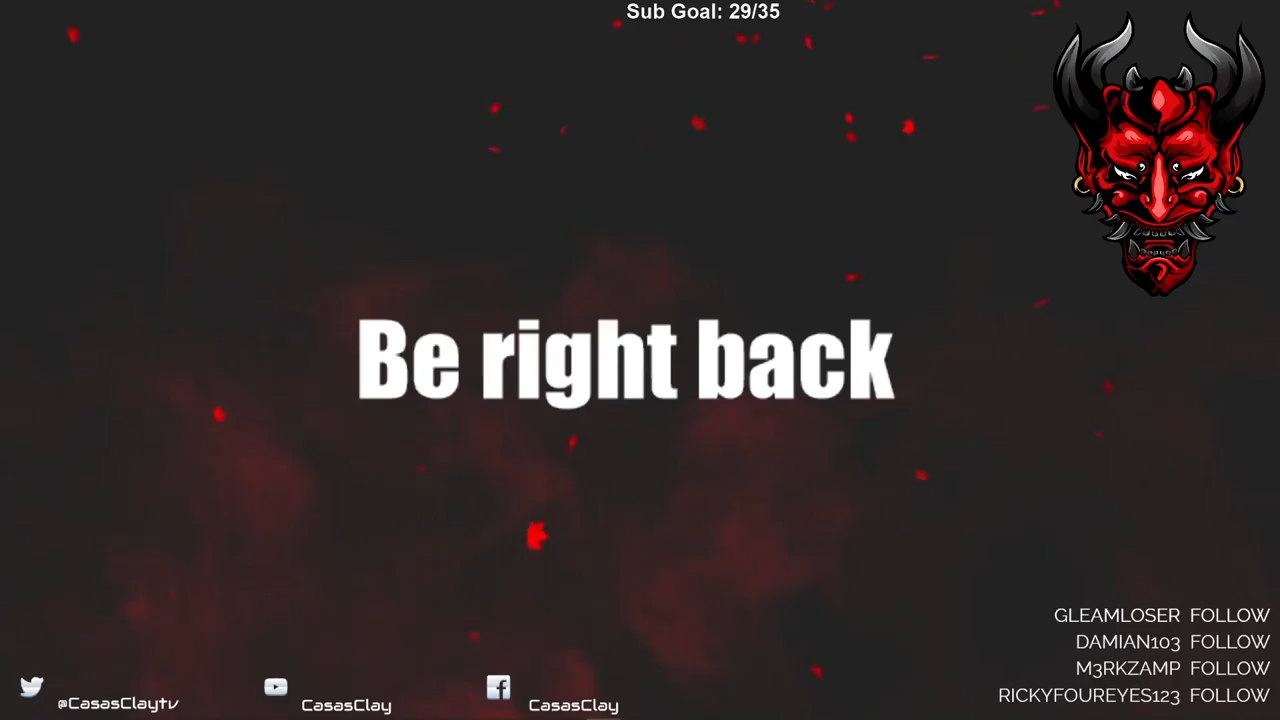 Sub Goal: 29/35
Be right back
GLEAMLOSER FOLLOW
DAMIAN103 FOLLOW
M3RKZAMP FOLLOW
RICKYFOUREYES123 FOLLOW
@CasasClaytv
CasasClay
CasasClay